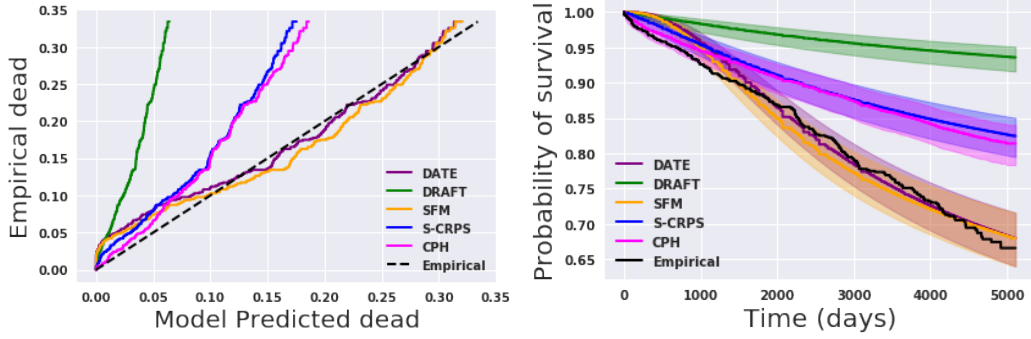 0.35
0.30
0.25
0.20
0.15
0.10
0.05
0.00
Empirical dead
DATE
DRAFT
SFM
S-CRPS
CPH
Empirical
0.00 0.05 0.10 0.15 0.20 0.25 0.30 0.35
Model Predicted dead
1.00
0.95
0.90
0.85
0.80
0.75
0.70
0.65
Probability of survival
DATE
DRAFT
SFM
S-CRPS
CPH
Empirical
0 1000 2000 3000 4000 5000
Time (days)